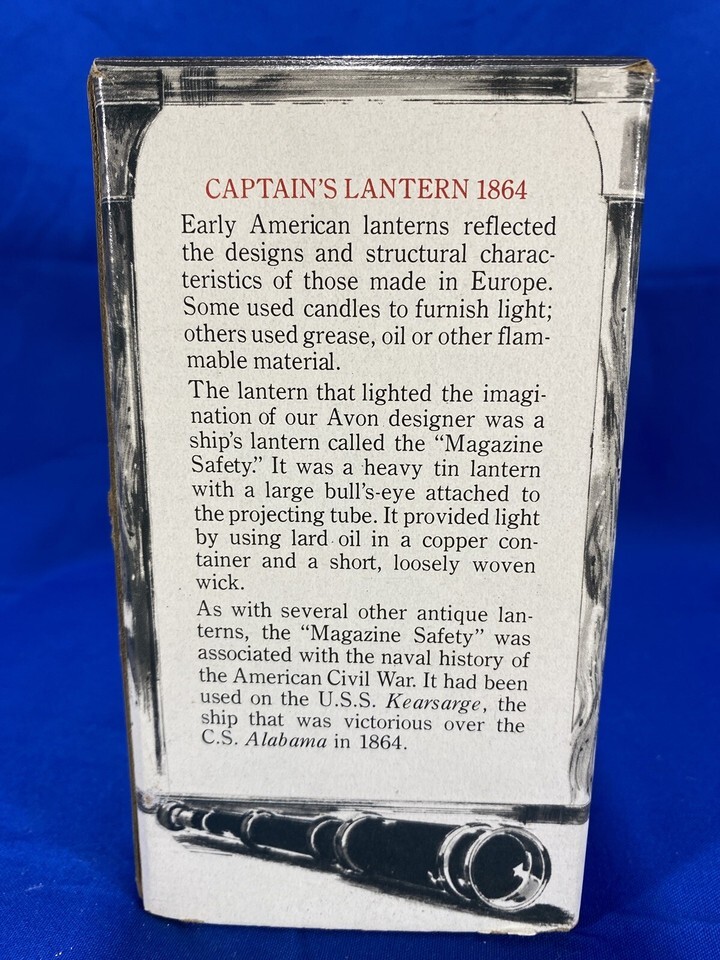 CAPTAIN'S LANTERN 1864
Early American lanterns reflected
the designs and structural charac-
teristics of those made in Europe.
Some used candles to furnish light;
others used grease, oil or other flam-
mable material.
The lantern that lighted the imagi-
nation of our Avon designer was a
ship's lantern called the "Magazine
Safety." It was a heavy tin lantern
with a large bull's-eye attached to
the projecting tube. It provided light
by using lard oil in a copper con-
tainer and a short, loosely woven
wick.
As with several other antique lan-
terns, the "Magazine Safety" was
associated with the naval history of
the American Civil War. It had been
used on the U.S.S. Kearsarge, the
ship that was victorious over the
C.S. Alabama in 1864.